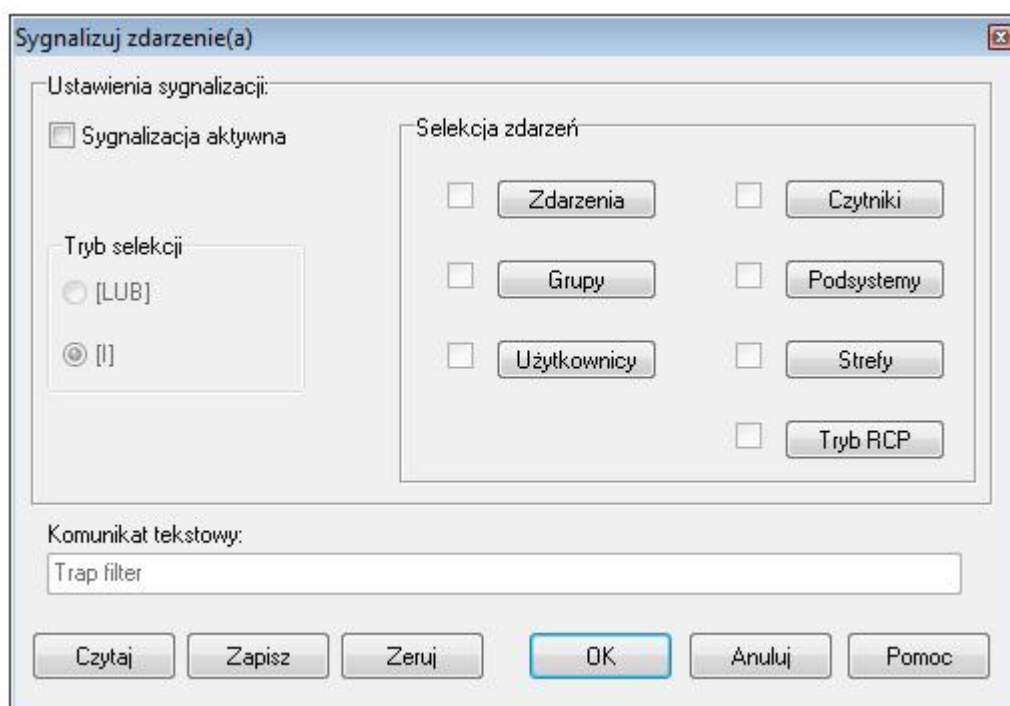 Sygnalizuj zdarzenie(a)
Ustawienia sygnalizacji:
Sygnalizacja aktywna
Selekcja zdarzeń
Zdarzenia
Czytniki
Tryb selekcji
[LUB]
Grupy
Podsystemy
[I]
Użytkownicy
Strefy
Tryb RCP
Komunikat tekstowy:
Trap filter
Czytaj
Zapisz
Zeruj
OK
Anuluj
Pomoc